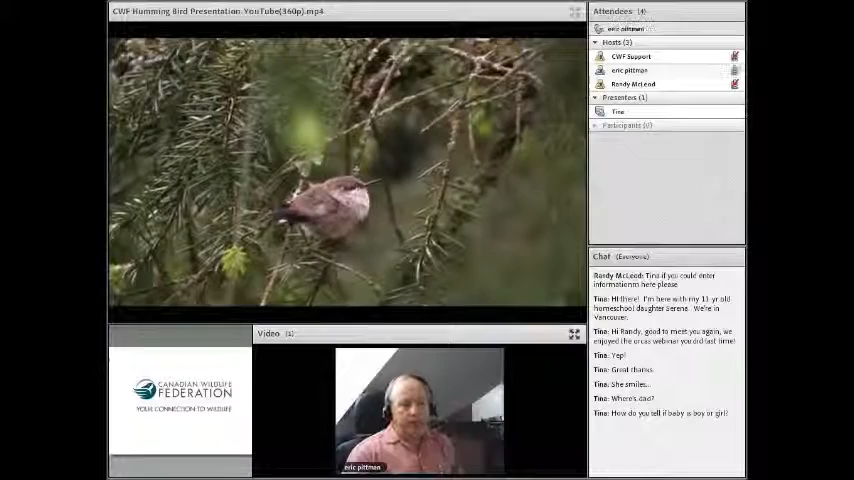 CWF Humming Bird Presentation YouTube(360p).mp4
Attendees (4)
eric pittman
Hosts (3)
CWF Support
eric pittman
Randy McLeod
Presenters (1)
Tina
Participants (0)
Chat (Everyone)
Randy McLeod: Tina if you could enter
informationm here please
Tina: Hi there! I'm here with my 11 yr old
homeschool daughter Serena. We're in
Vancouver.
Tina: Hi Randy, good to meet you again, we
enjoyed the orcas webinar you did last time!
Tina: Yep!
Tina: Great thanks.
Tina: She smiles...
Tina: Where's dad?
Tina: How do you tell if baby is boy or girl?
Video (1)
CANADIAN WILDLIFE
FEDERATION
YOUR CONNECTION TO WILDLIFE
eric pittman